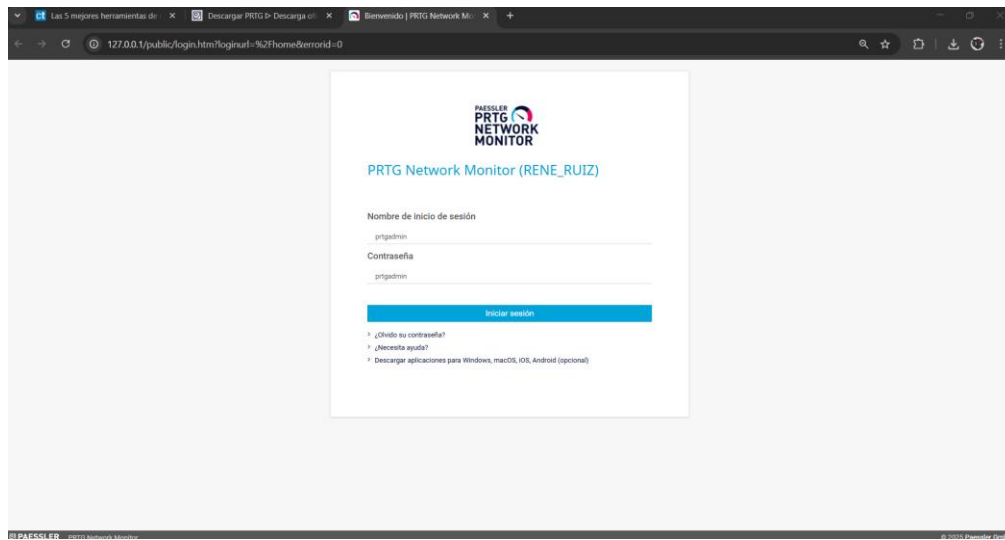 Las 5 mejores herramientas de
Descargar PRTG ▷ Descarga of
Bienvenido | PRTG Network Mo
127.0.0.1/public/login.htm?loginurl=%2Fhome&errorid=0
PAESSLER
PRTG
NETWORK
MONITOR
PRTG Network Monitor (RENE_RUIZ)
Nombre de inicio de sesión
prtgadmin
Contraseña
prtgadmin
Iniciar sesión
¿Olvido su contraseña?
¿Necesita ayuda?
Descargar aplicaciones para Windows, macOS, iOS, Android (opcional)
PAESSLER PRTG Network Monitor
© 2025 Paessler Gm